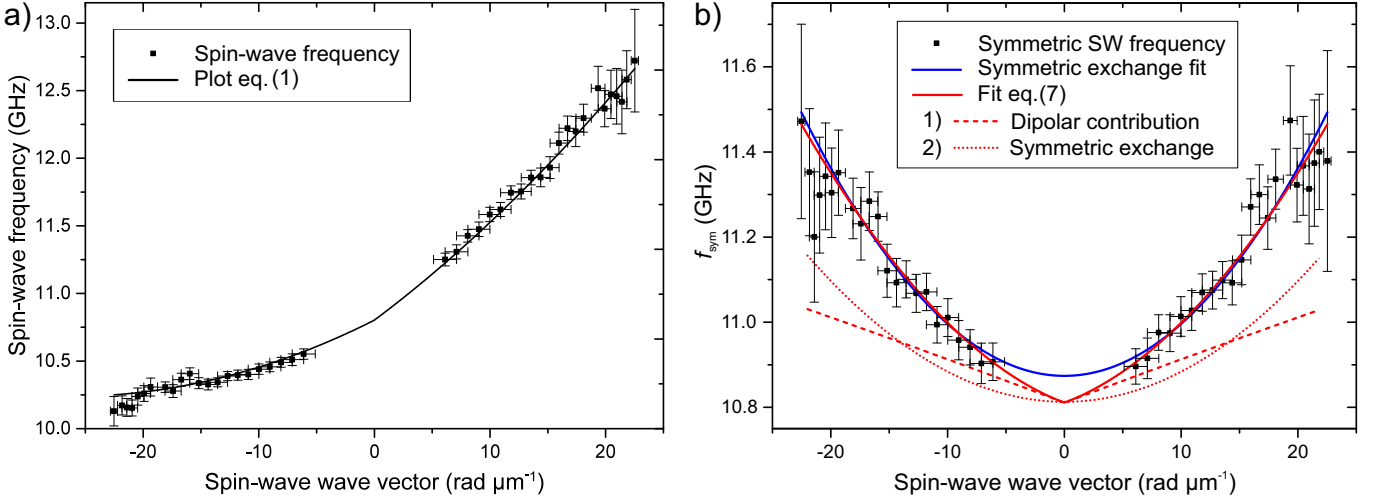 a)
Spin-wave frequency
Plot eq. (1)
Spin-wave frequency (GHz)
13.0
12.5
12.0
11.5
11.0
10.5
10.0
-20
-10
0
10
20
Spin-wave wave vector (rad µm⁻¹)
b)
Symmetric SW frequency
Symmetric exchange fit
Fit eq.(7)
1) Dipolar contribution
2) Symmetric exchange
f_sym (GHz)
11.6
11.4
11.2
11.0
10.8
-20
-10
0
10
20
Spin-wave wave vector (rad µm⁻¹)